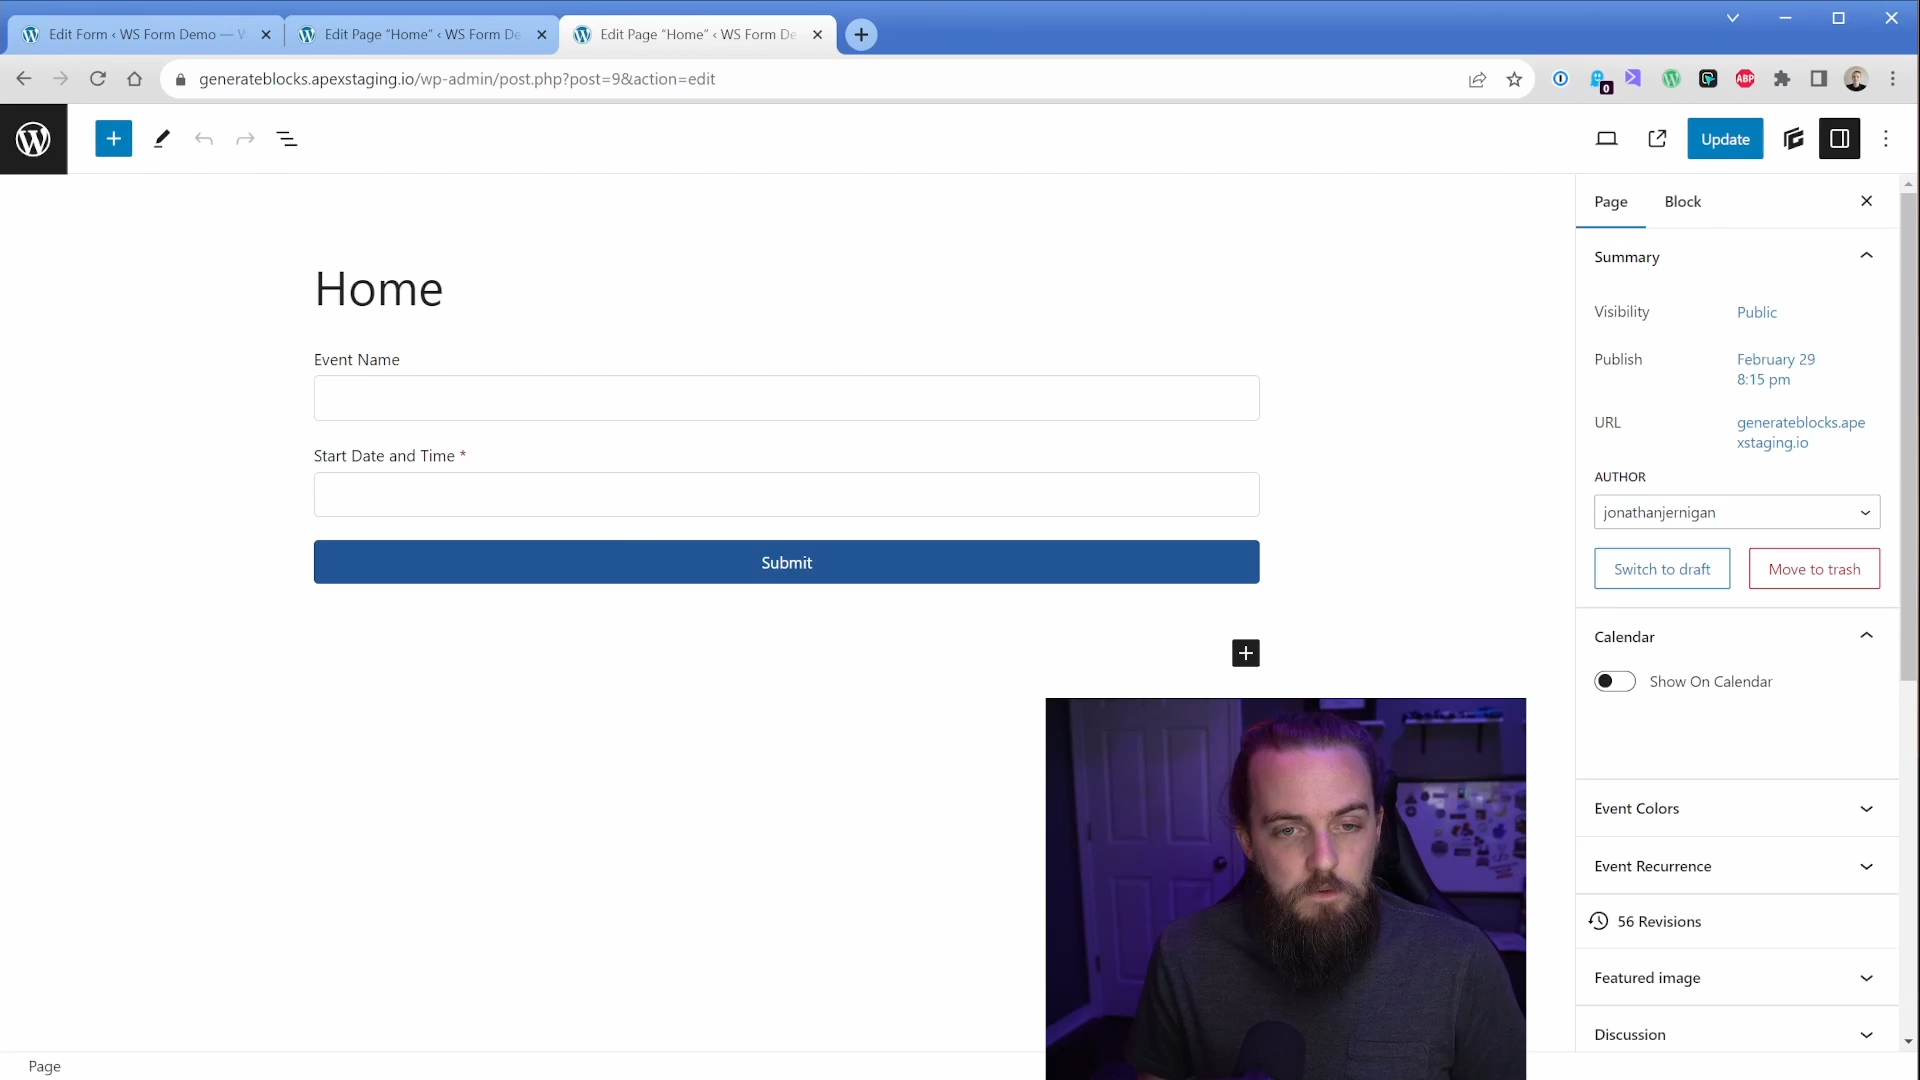 Edit Form ‹ WS Form Demo — W
Edit Page “Home” ‹ WS Form De
Edit Page “Home” ‹ WS Form De
generateblocks.apexstaging.io/wp-admin/post.php?post=9&action=edit
0
ABP
Update
Page
Block
Summary
Visibility
Public
Publish
February 29
8:15 pm
URL
generateblocks.ape
xstaging.io
AUTHOR
jonathanjernigan
Switch to draft
Move to trash
Calendar
Show On Calendar
Event Colors
Event Recurrence
56 Revisions
Featured image
Discussion
Home
Event Name
Start Date and Time *
Submit
Page